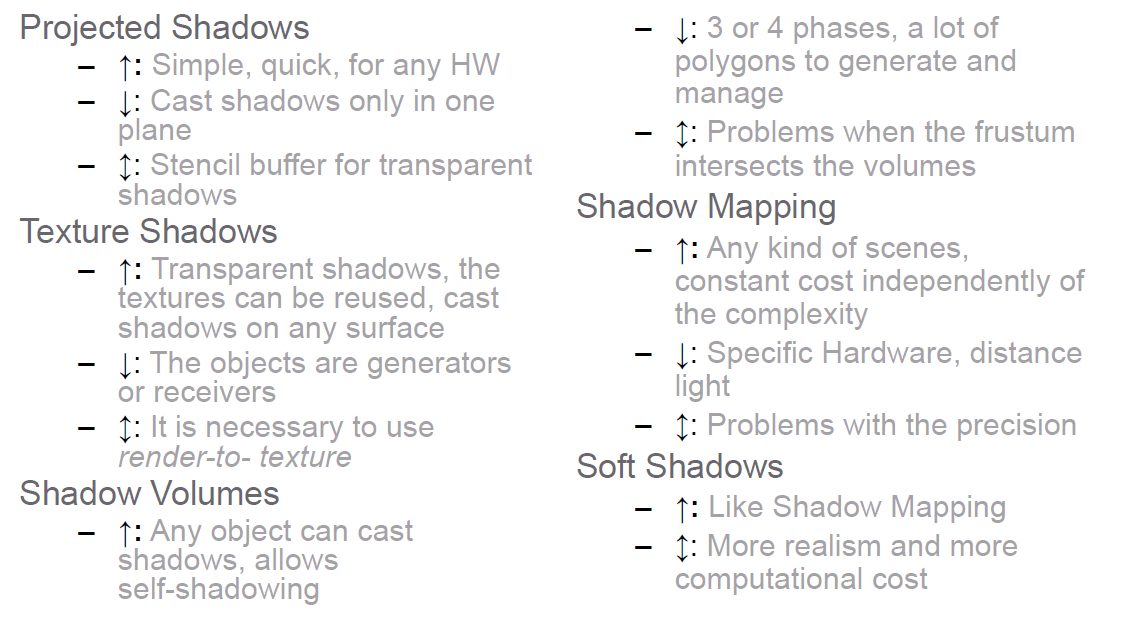 Projected Shadows
– ↑: Simple, quick, for any HW
– ↓: Cast shadows only in one
plane
– ↕: Stencil buffer for transparent
shadows
Texture Shadows
– ↑: Transparent shadows, the
textures can be reused, cast
shadows on any surface
– ↓: The objects are generators
or receivers
– ↕: It is necessary to use
render-to- texture
Shadow Volumes
– ↑: Any object can cast
shadows, allows
self-shadowing
– ↓: 3 or 4 phases, a lot of
polygons to generate and
manage
– ↕: Problems when the frustum
intersects the volumes
Shadow Mapping
– ↑: Any kind of scenes,
constant cost independently of
the complexity
– ↓: Specific Hardware, distance
light
– ↕: Problems with the precision
Soft Shadows
– ↑: Like Shadow Mapping
– ↕: More realism and more
computational cost